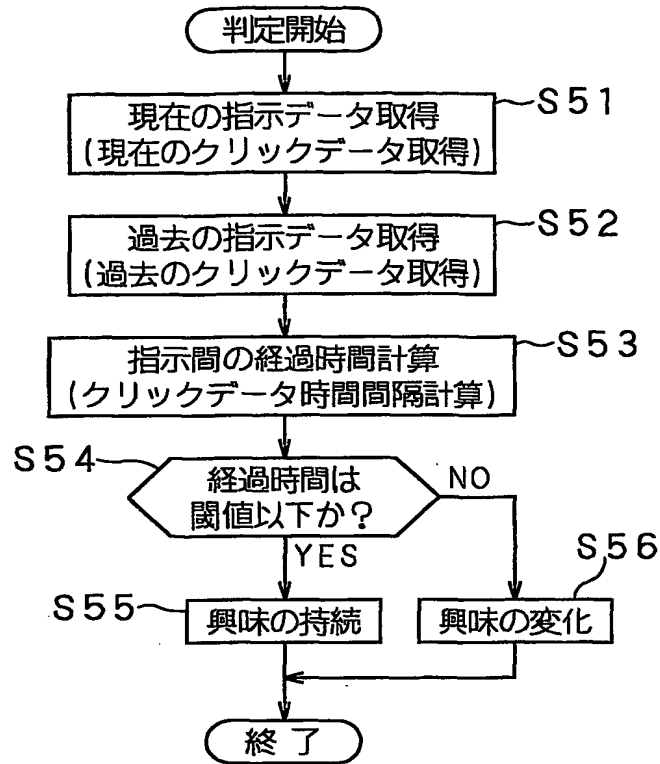 判定開始
S51
現在の指示データ取得
(現在のクリックデータ取得)
S52
過去の指示データ取得
(過去のクリックデータ取得)
S53
指示間の経過時間計算
(クリックデータ時間間隔計算)
S54
経過時間は
閾値以下か?
NO
YES
S55
興味の持続
S56
興味の変化
終了